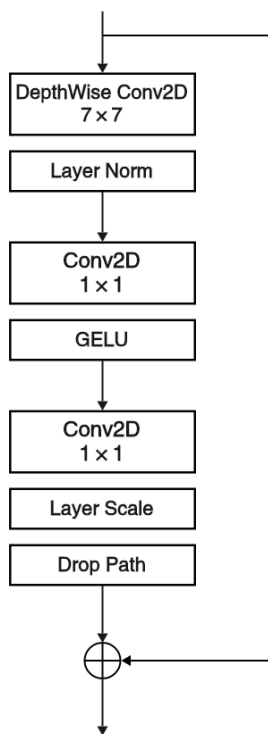 DepthWise Conv2D
7 × 7
Layer Norm
Conv2D
1 × 1
GELU
Conv2D
1 × 1
Layer Scale
Drop Path